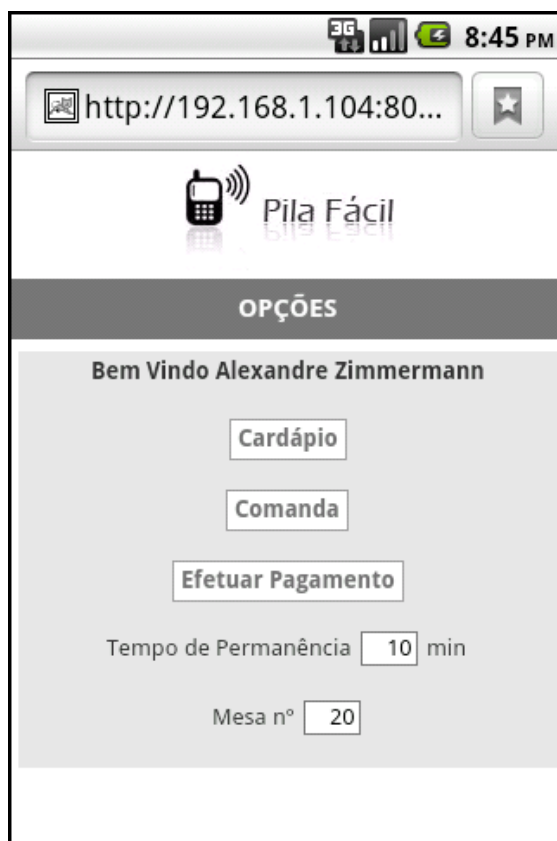 3G 8:45 PM
http://192.168.1.104:80...
Pila Fácil
OPÇÕES
Bem Vindo Alexandre Zimmermann
Cardápio
Comanda
Efetuar Pagamento
Tempo de Permanência 10 min
Mesa nº 20